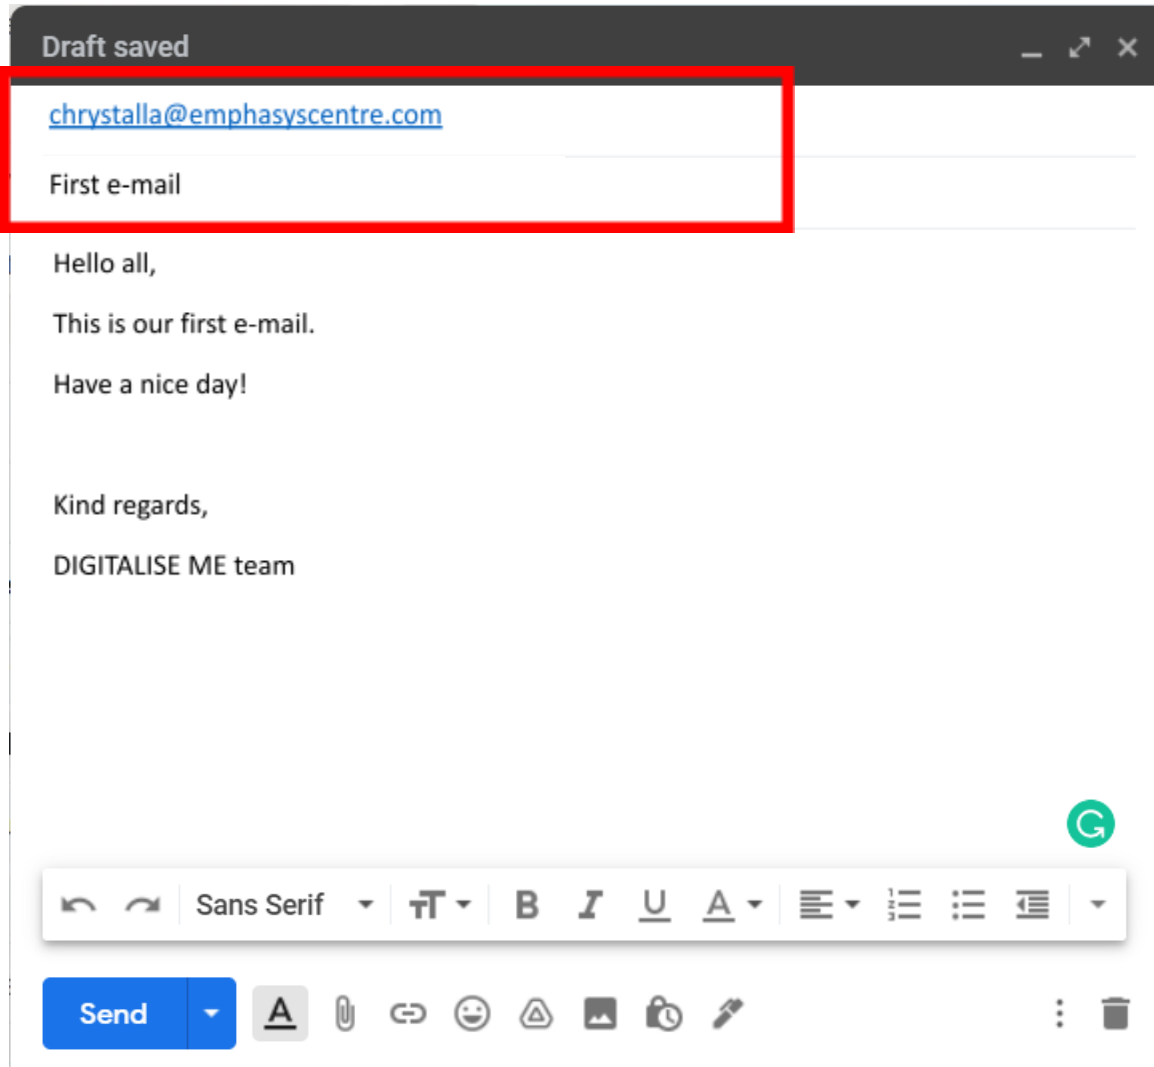 Draft saved
chrystalla@emphasyscentre.com
First e-mail
Hello all,
This is our first e-mail.
Have a nice day!
Kind regards,
DIGITALISE ME team
Sans Serif
Send